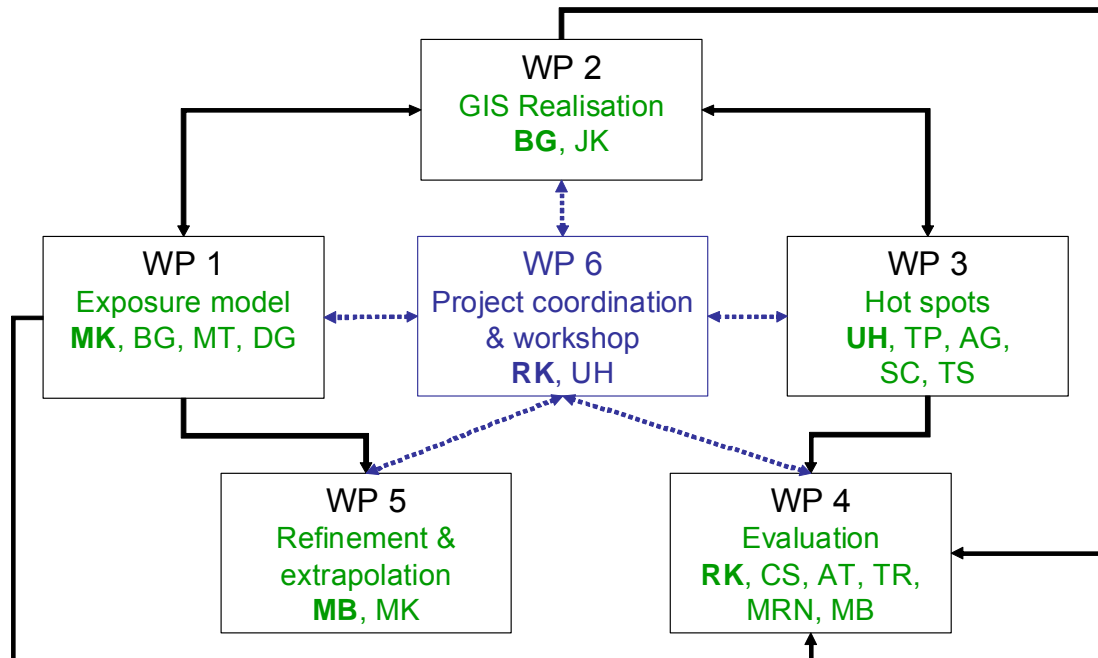 WP 2
GIS Realisation
BG, JK
WP 1
Exposure model
MK, BG, MT, DG
WP 6
Project coordination
& workshop
RK, UH
WP 3
Hot spots
UH, TP, AG,
SC, TS
WP 5
Refinement &
extrapolation
MB, MK
WP 4
Evaluation
RK, CS, AT, TR,
MRN, MB